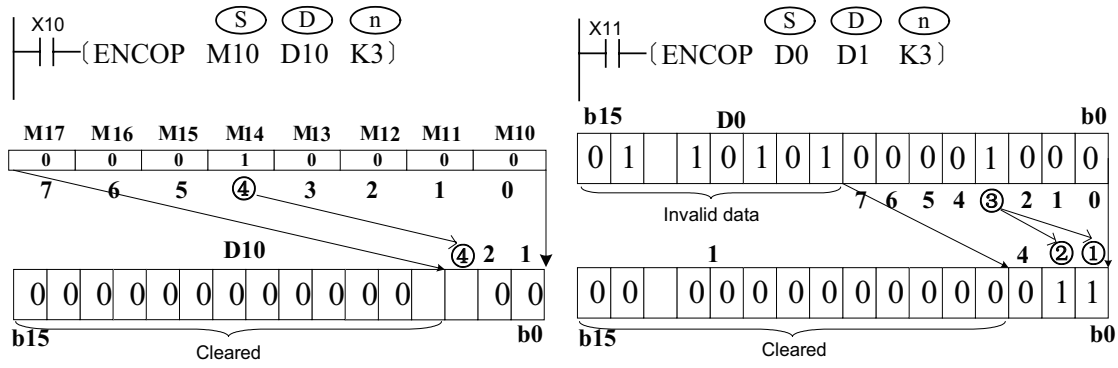 S D n
X10
〔ENCOP M10 D10 K3〕
M17 M16 M15 M14 M13 M12 M11 M10
0 0 0 1 0 0 0 0
7 6 5 ④ 3 2 1 0
D10
④ 2 1
0 0 0 0 0 0 0 0 0 0 0 0 0 0
b15 b0
Cleared
S D n
X11
〔ENCOP D0 D1 K3〕
b15 D0 b0
0 1 1 0 1 0 1 0 0 0 0 1 0 0 0
7 6 5 4 ③ 2 1 0
Invalid data
1 4 ② ①
0 0 0 0 0 0 0 0 0 0 0 0 0 1 1
b15 b0
Cleared